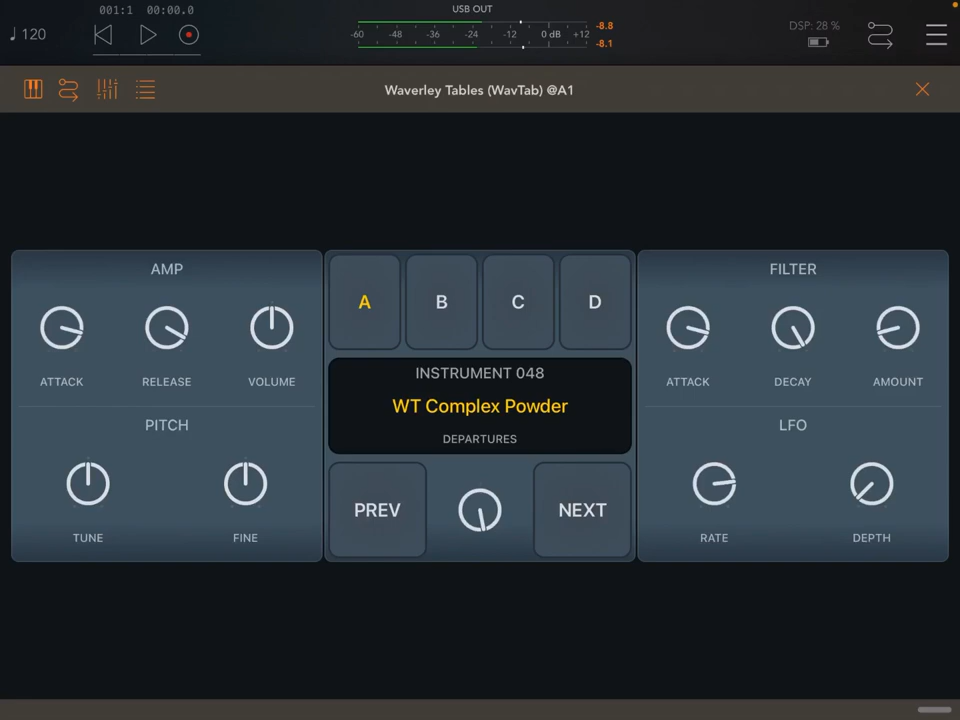 001:1 00:00.0
♩120
USB OUT
-60 -48 -36 -24 -12 0 dB +12
-8.8
-8.1
DSP: 28 %
Waverley Tables (WavTab) @A1
AMP
ATTACK RELEASE VOLUME
PITCH
TUNE FINE
A B C D
INSTRUMENT 048
WT Complex Powder
DEPARTURES
PREV NEXT
FILTER
ATTACK DECAY AMOUNT
LFO
RATE DEPTH